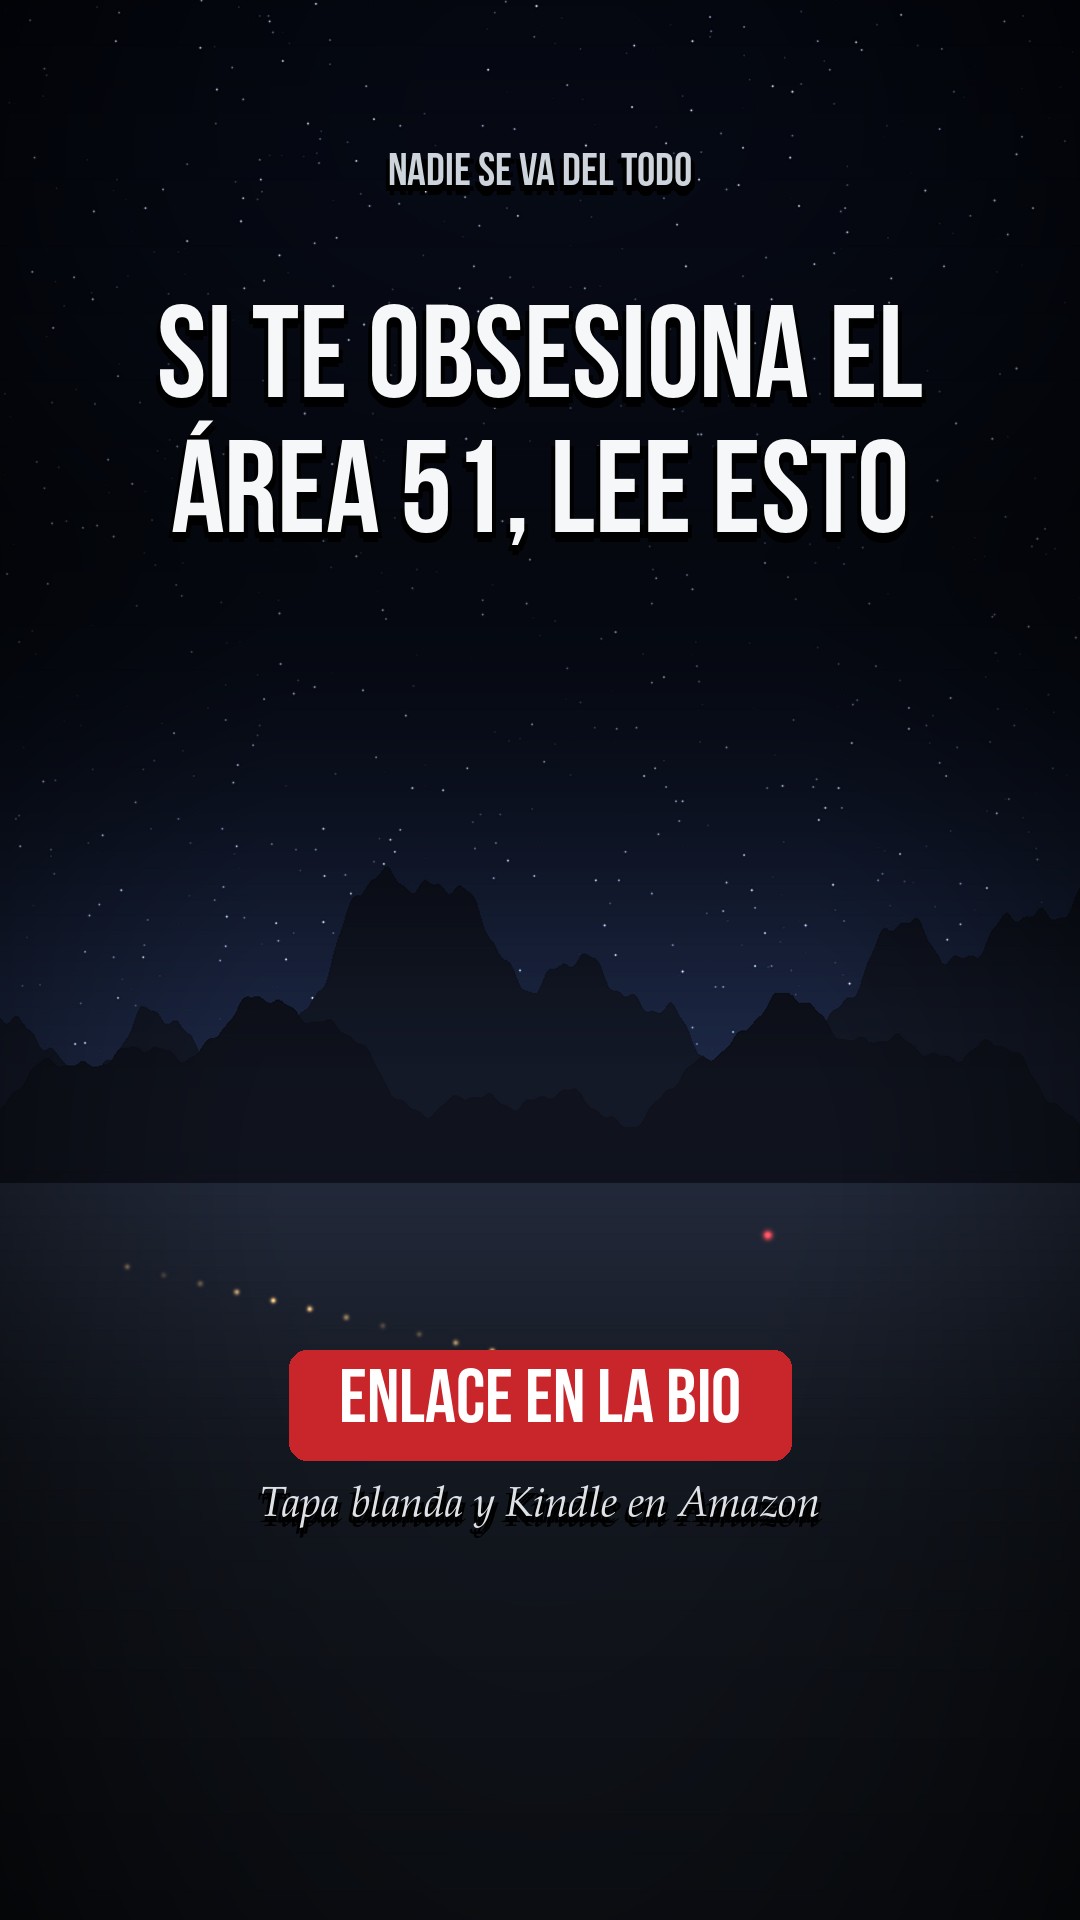 NADIE SE VA DEL TODO
SI TE OBSESIONA EL
ÁREA 51, LEE ESTO
ENLACE EN LA BIO
Tapa blanda y Kindle en Amazon